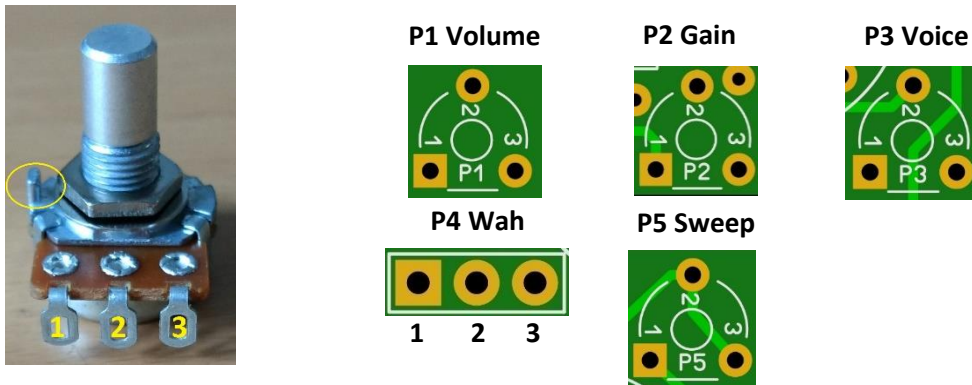 P1 Volume
P2 Gain
P3 Voice
1 2 3
P1
1 2 3
P2
1 2 3
P3
1 2 3
P4 Wah
P5 Sweep
1 2 3
1 2 3
P5